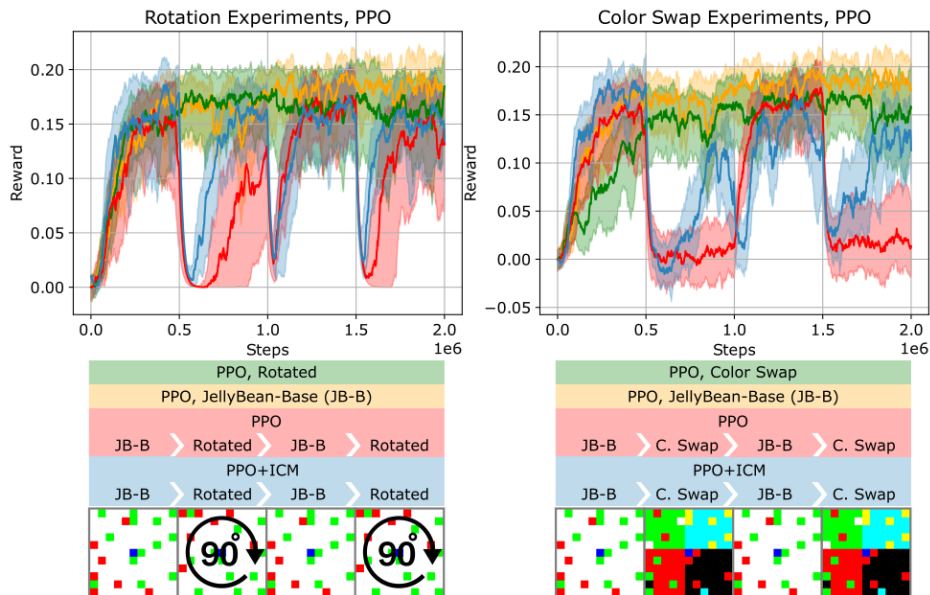 Rotation Experiments, PPO
Reward
0.20
0.15
0.10
0.05
0.00
0.0 0.5 1.0 1.5 2.0
Steps
1e6
PPO, Rotated
PPO, JellyBean-Base (JB-B)
PPO
JB-B Rotated JB-B Rotated
PPO+ICM
JB-B Rotated JB-B Rotated
90° 90°
Color Swap Experiments, PPO
Reward
0.20
0.15
0.10
0.05
0.00
−0.05
0.0 0.5 1.0 1.5 2.0
Steps
1e6
PPO, Color Swap
PPO, JellyBean-Base (JB-B)
PPO
JB-B C. Swap JB-B C. Swap
PPO+ICM
JB-B C. Swap JB-B C. Swap